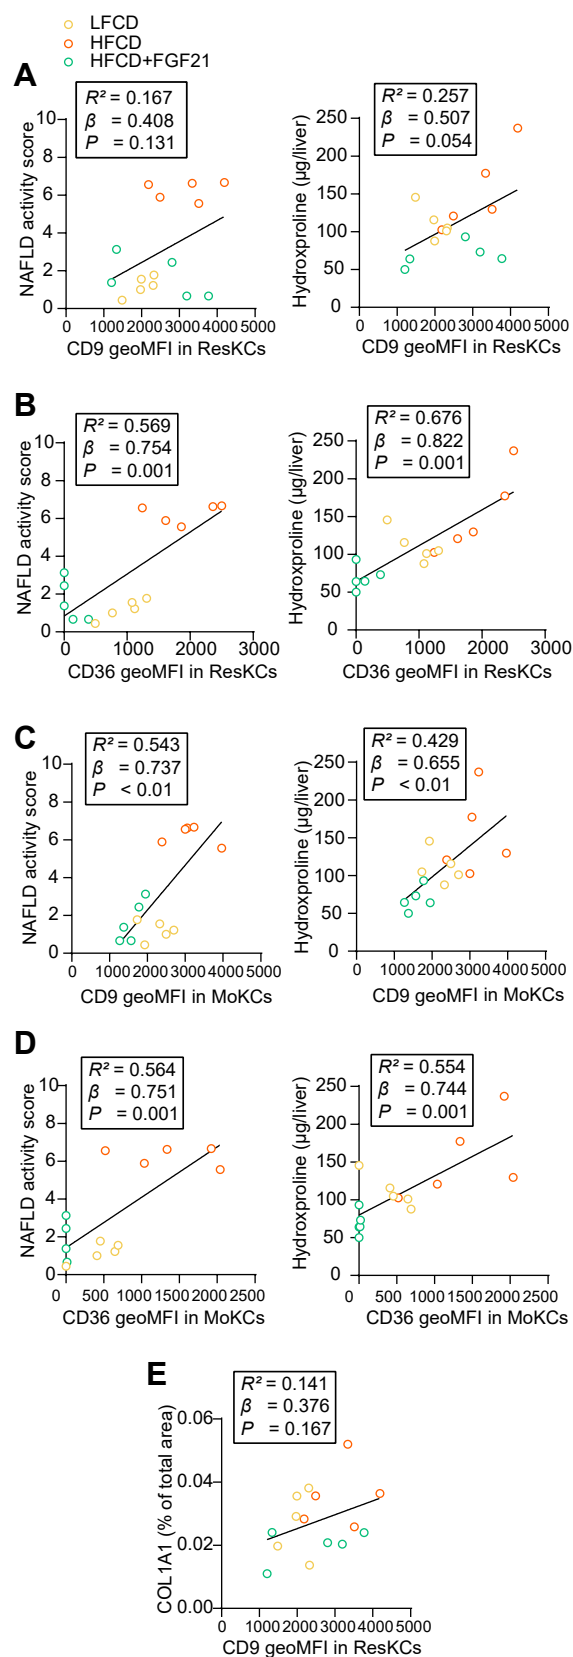 LFCD
HFCD
HFCD+FGF21
A
R² = 0.167
β = 0.408
P = 0.131
NAFLD activity score
10
8
6
4
2
0
0 1000 2000 3000 4000 5000
CD9 geoMFI in ResKCs
R² = 0.257
β = 0.507
P = 0.054
Hydroxproline (µg/liver)
250
200
150
100
50
0
0 1000 2000 3000 4000 5000
CD9 geoMFI in ResKCs
B
R² = 0.569
β = 0.754
P = 0.001
NAFLD activity score
10
8
6
4
2
0
0 1000 2000 3000
CD36 geoMFI in ResKCs
R² = 0.676
β = 0.822
P = 0.001
Hydroxproline (µg/liver)
250
200
150
100
50
0
0 1000 2000 3000
CD36 geoMFI in ResKCs
C
R² = 0.543
β = 0.737
P < 0.01
NAFLD activity score
10
8
6
4
2
0
0 1000 2000 3000 4000 5000
CD9 geoMFI in MoKCs
R² = 0.429
β = 0.655
P < 0.01
Hydroxproline (µg/liver)
250
200
150
100
50
0
0 1000 2000 3000 4000 5000
CD9 geoMFI in MoKCs
D
R² = 0.564
β = 0.751
P = 0.001
NAFLD activity score
10
8
6
4
2
0
0 500 1000 1500 2000 2500
CD36 geoMFI in MoKCs
R² = 0.554
β = 0.744
P = 0.001
Hydroxproline (µg/liver)
250
200
150
100
50
0
0 500 1000 1500 2000 2500
CD36 geoMFI in MoKCs
E
R² = 0.141
β = 0.376
P = 0.167
COL1A1 (% of total area)
0.06
0.04
0.02
0.00
0 1000 2000 3000 4000 5000
CD9 geoMFI in ResKCs